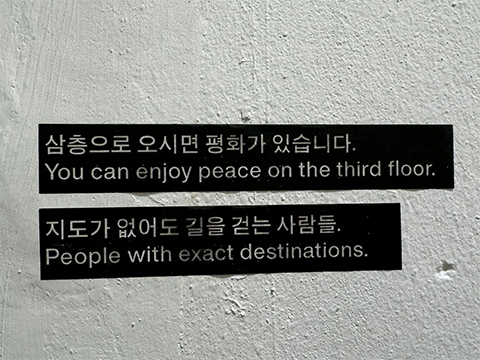 삼층으로 오시면 평화가 있습니다.
You can enjoy peace on the third floor.
지도가 없어도 길을 걷는 사람들.
People with exact destinations.